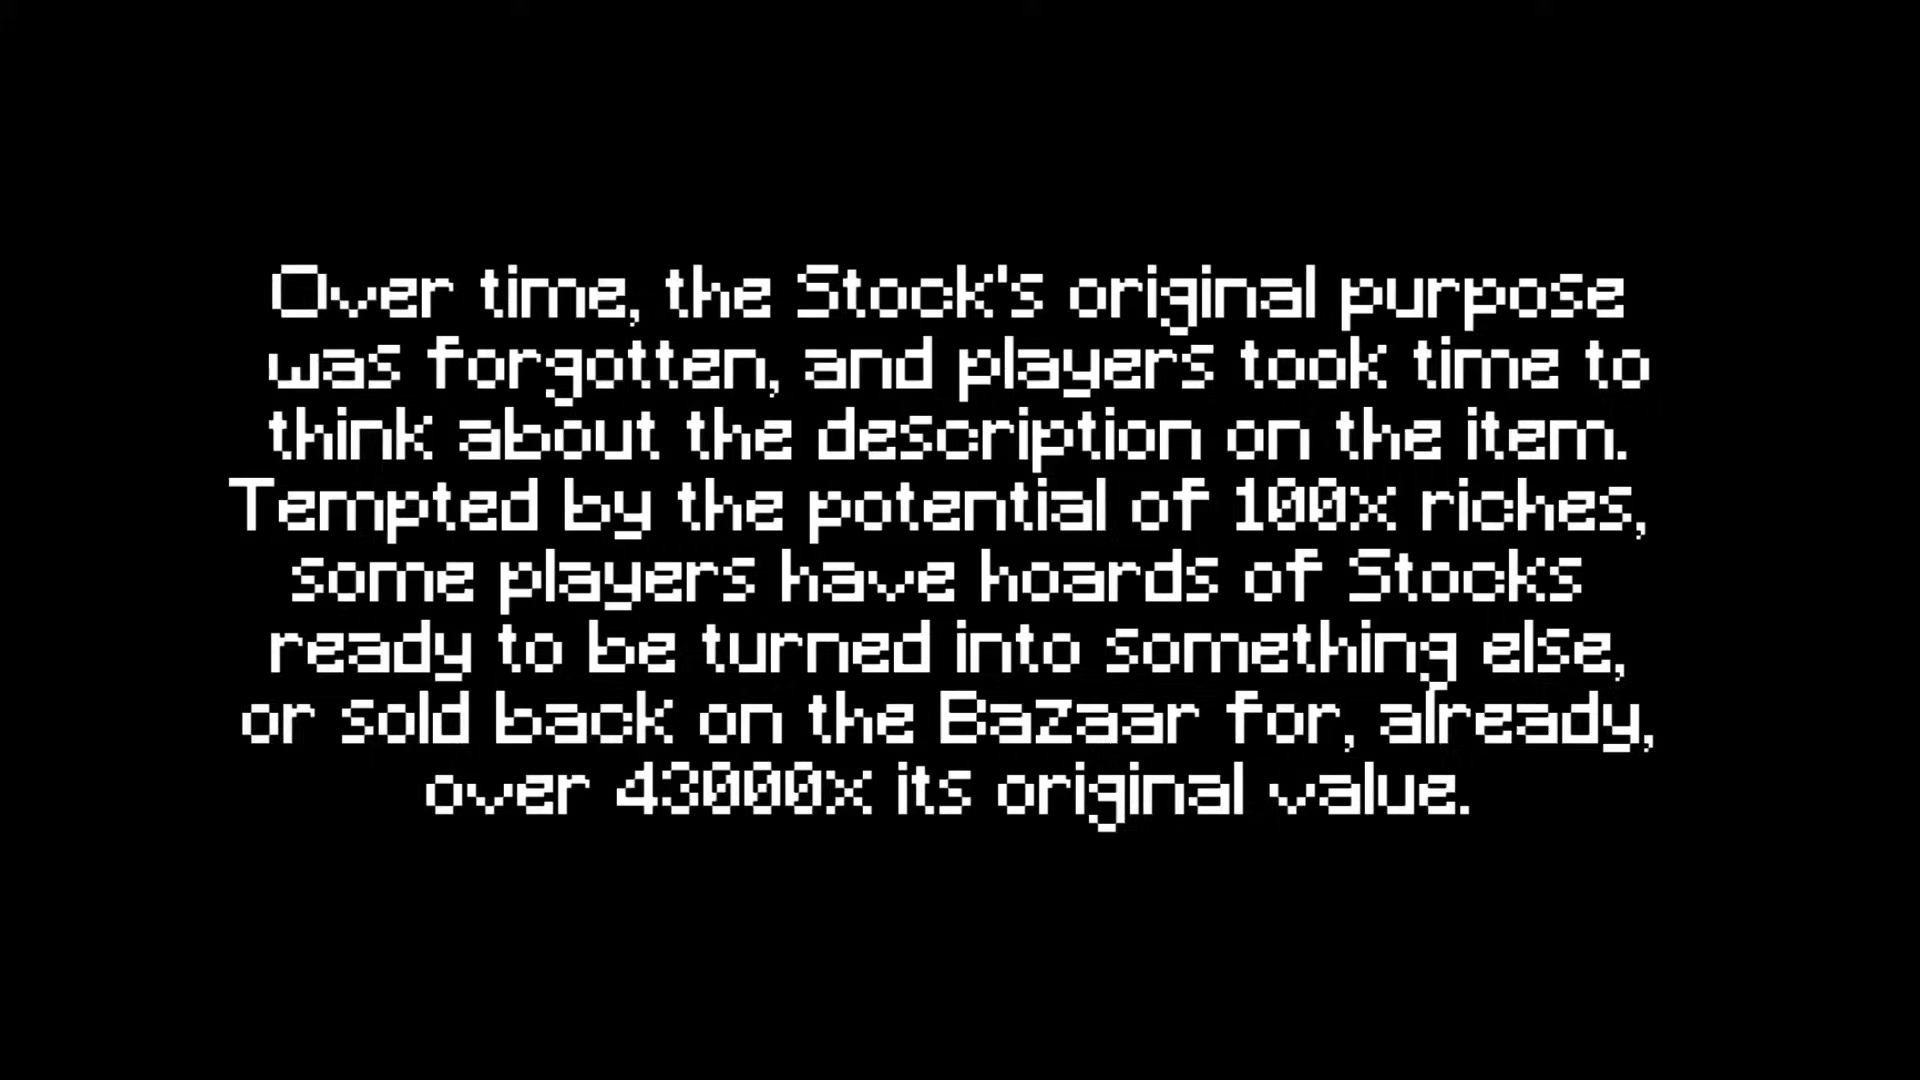 Over time, the Stock's original purpose
was forgotten, and players took time to
think about the description on the item.
Tempted by the potential of 100x riches,
some players have hoards of Stocks
ready to be turned into something else,
or sold back on the Bazaar for, already,
over 43000x its original value.